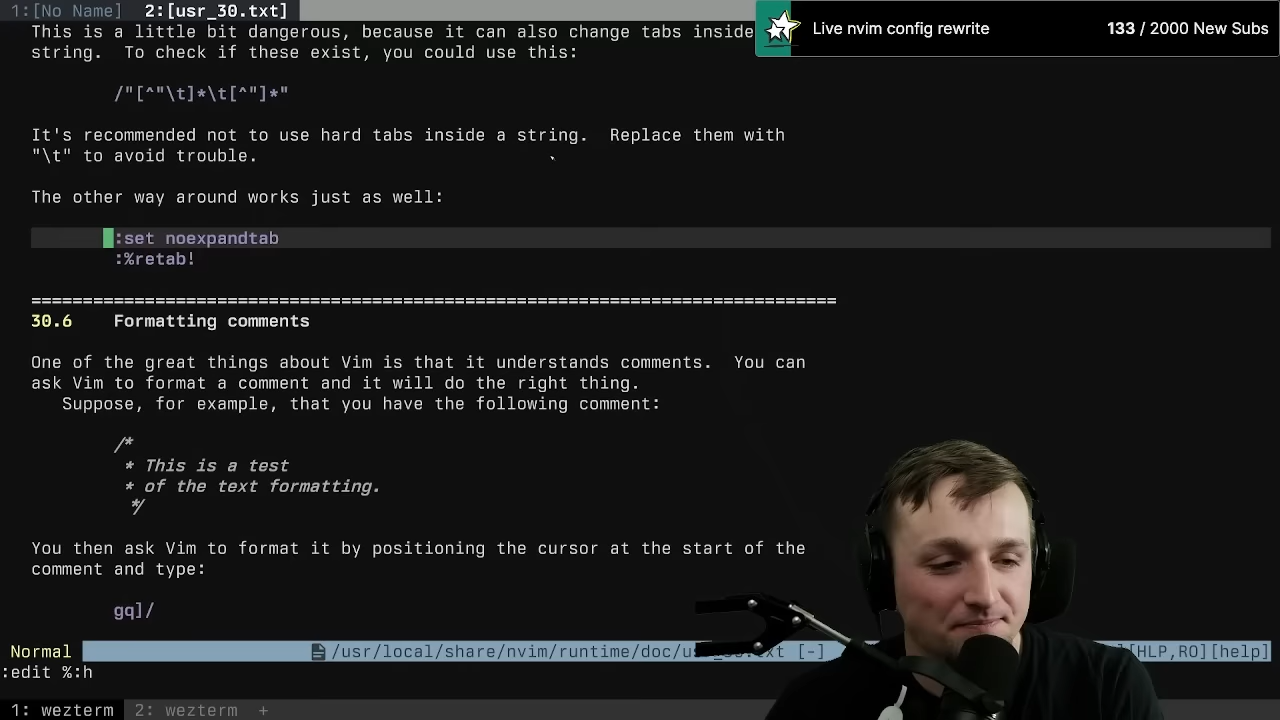 1:[No Name]  2:[usr_30.txt]
Live nvim config rewrite 133 / 2000 New Subs
This is a little bit dangerous, because it can also change tabs inside
string.  To check if these exist, you could use this:
/"[^"\t]*\t[^"]*"
It's recommended not to use hard tabs inside a string.  Replace them with
"\t" to avoid trouble.
The other way around works just as well:
:set noexpandtab
:%retab!
==============================================================================
30.6    Formatting comments
One of the great things about Vim is that it understands comments.  You can
ask Vim to format a comment and it will do the right thing.
Suppose, for example, that you have the following comment:
/*
* This is a test
* of the text formatting.
*/
You then ask Vim to format it by positioning the cursor at the start of the
comment and type:
gq]/
Normal /usr/local/share/nvim/runtime/doc/us_30.txt [-] [HLP,RO][help]
:edit %:h
1: wezterm  2: wezterm  +